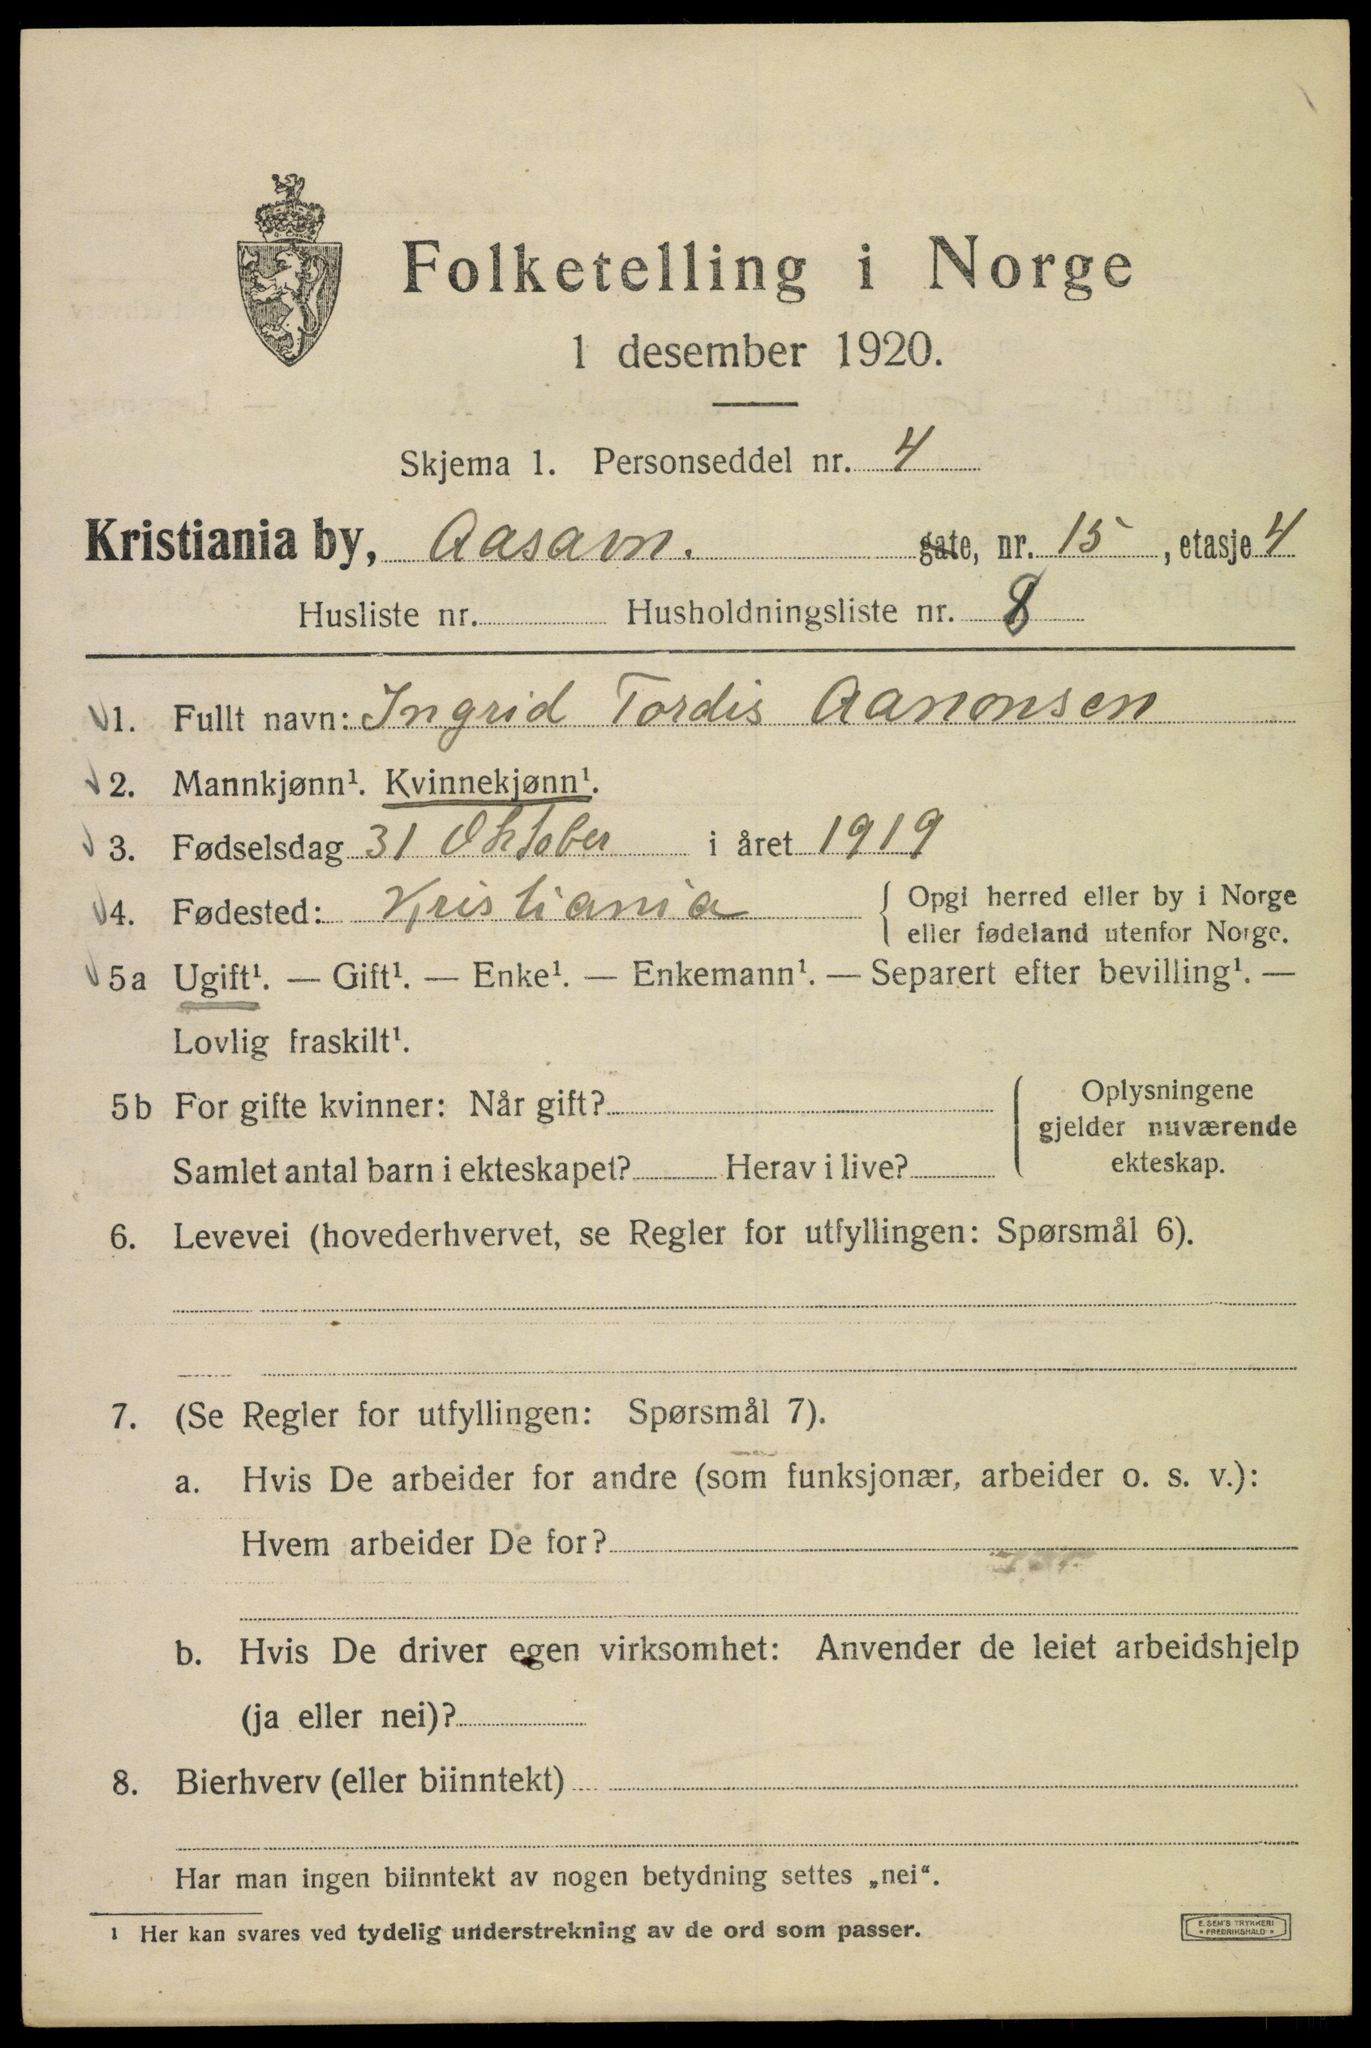 Folketelling i Norge
1 desember 1920.
Skjema 1. Personseddel nr. 4
Kristiania by, Aasavn. gate, nr. 15, etasje 4
Husliste nr. Husholdningsliste nr. 8
1. Fullt navn: Ingrid Tordis Aanonsen
2. Mannkjønn¹. Kvinnekjønn¹.
3. Fødselsdag 31 Oktober i året 1919
4. Fødested: Kristiania { Opgi herred eller by i Norge
eller fødeland utenfor Norge.
5a Ugift¹. — Gift¹. — Enke¹. — Enkemann¹. — Separert efter bevilling¹. —
Lovlig fraskilt¹.
5b For gifte kvinner: Når gift?
Samlet antal barn i ekteskapet? Herav i live?
Oplysningene
gjelder nuværende
ekteskap.
6. Levevei (hovederhvervet, se Regler for utfyllingen: Spørsmål 6).
7. (Se Regler for utfyllingen: Spørsmål 7).
a. Hvis De arbeider for andre (som funksjonær, arbeider o. s. v.):
Hvem arbeider De for?
b. Hvis De driver egen virksomhet: Anvender de leiet arbeidshjelp
(ja eller nei)?
8. Bierhverv (eller biinntekt)
Har man ingen biinntekt av nogen betydning settes „nei“.
¹ Her kan svares ved tydelig understrekning av de ord som passer.
E. SEM'S TRYKKERI
• FREDRIKSHALD •